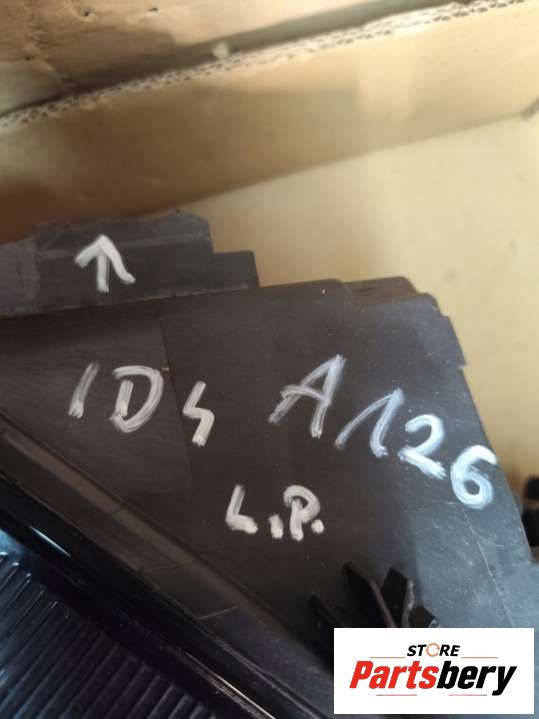 ID4 A126
L.P.
STORE
Partsbery